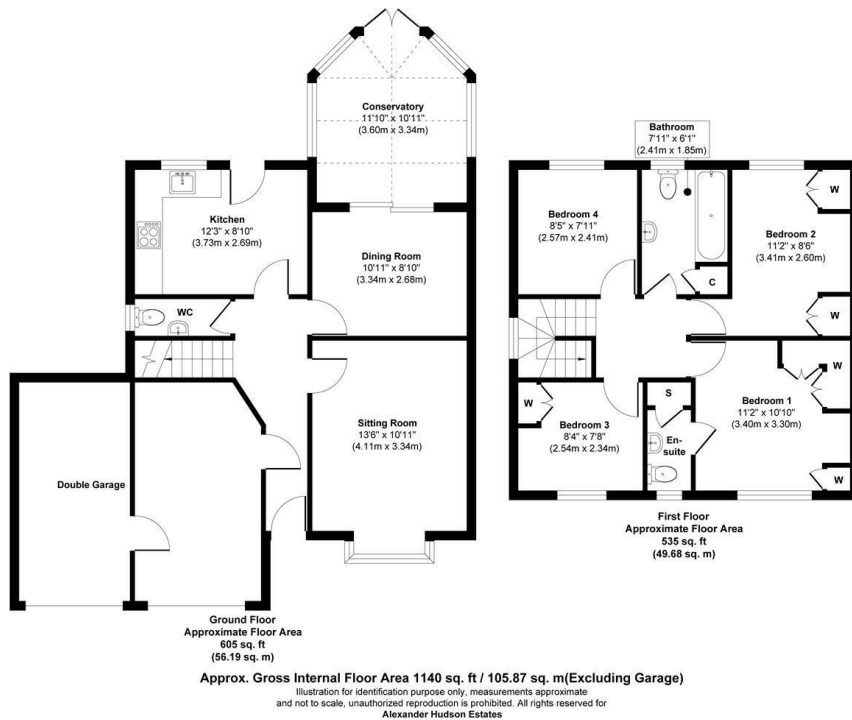 Conservatory
11'10" x 10'11"
(3.60m x 3.34m)
Kitchen
12'3" x 8'10"
(3.73m x 2.69m)
Dining Room
10'11" x 8'10"
(3.34m x 2.68m)
WC
Sitting Room
13'6" x 10'11"
(4.11m x 3.34m)
Double Garage
Ground Floor
Approximate Floor Area
605 sq. ft
(56.19 sq. m)
Bathroom
7'11" x 6'1"
(2.41m x 1.85m)
Bedroom 4
8'5" x 7'11"
(2.57m x 2.41m)
W
Bedroom 2
11'2" x 8'6"
(3.41m x 2.60m)
C
W
W
Bedroom 3
8'4" x 7'8"
(2.54m x 2.34m)
S
En-
suite
Bedroom 1
11'2" x 10'10"
(3.40m x 3.30m)
W
W
First Floor
Approximate Floor Area
535 sq. ft
(49.68 sq. m)
Approx. Gross Internal Floor Area 1140 sq. ft / 105.87 sq. m(Excluding Garage)
Illustration for identification purpose only, measurements approximate
and not to scale, unauthorized reproduction is prohibited. All rights reserved for
Alexander Hudson Estates